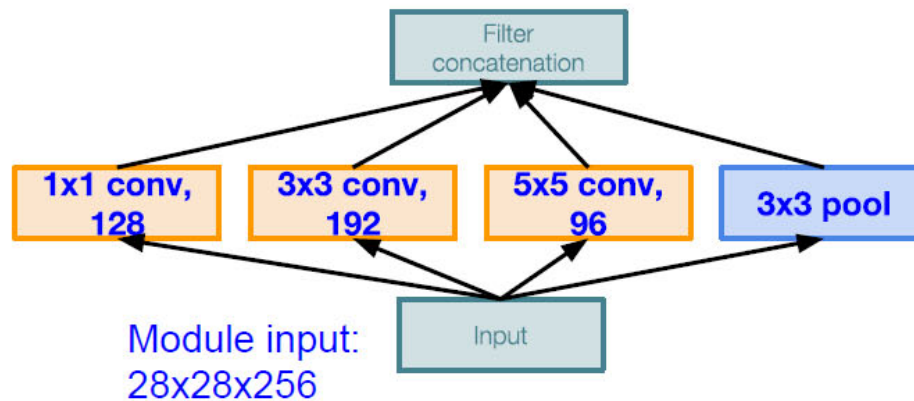 Filter
concatenation
1x1 conv,
128
3x3 conv,
192
5x5 conv,
96
3x3 pool
Input
Module input:
28x28x256